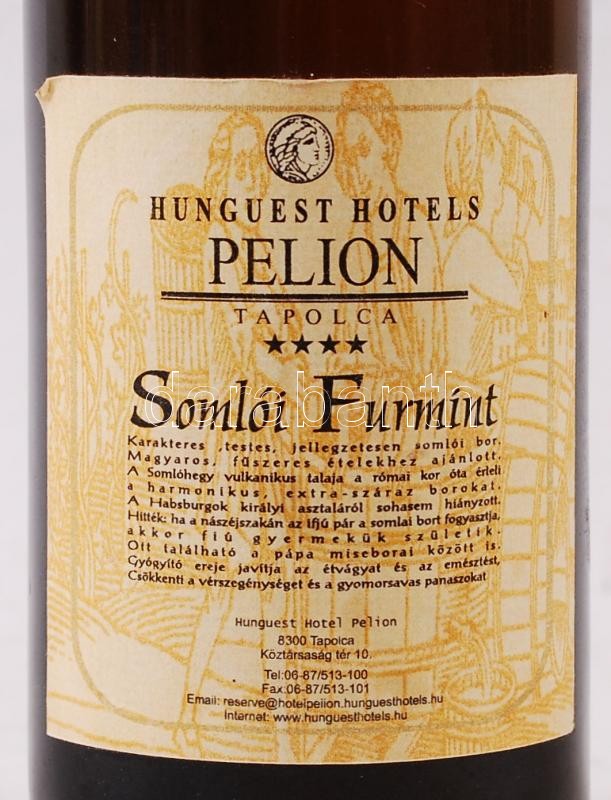 HUNGUEST HOTELS
PELION
TAPOLCA
★★★★
Somlói Furmint
darabanth
Karakteres ,testes, jellegzetesen somlói bor.
Magyaros, fűszeres ételekhez ajánlott.
A Somlóhegy vulkanikus talaja a római kor óta érleli
a harmonikus, extra-száraz borokat.
A Habsburgok királyi asztaláról sohasem hiányzott.
Hitték: ha a nászéjszakán az ifjú pár a somlai bort fogyasztja,
akkor fiú gyermekük születik.
Ott található a pápa miseborai között is.
Gyógyító ereje javítja az étvágyat és az emésztést,
Csökkenti a vérszegénységet és a gyomorsavas panaszokat
Hunguest Hotel Pelion
8300 Tapolca
Köztársaság tér 10.
Tel:06-87/513-100
Fax:06-87/513-101
Email: reserve@hotelpelion.hunguesthotels.hu
Internet: www.hunguesthotels.hu